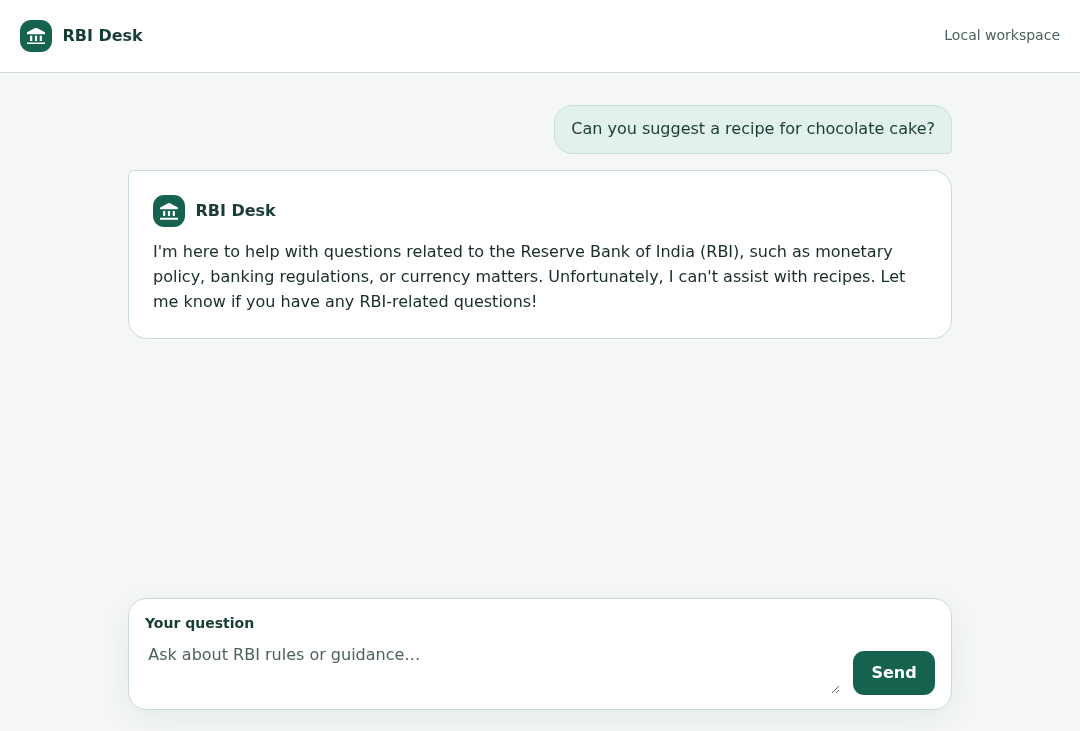 RBI Desk
Local workspace
Can you suggest a recipe for chocolate cake?
RBI Desk
I'm here to help with questions related to the Reserve Bank of India (RBI), such as monetary
policy, banking regulations, or currency matters. Unfortunately, I can't assist with recipes. Let
me know if you have any RBI-related questions!
Your question
Ask about RBI rules or guidance…
Send